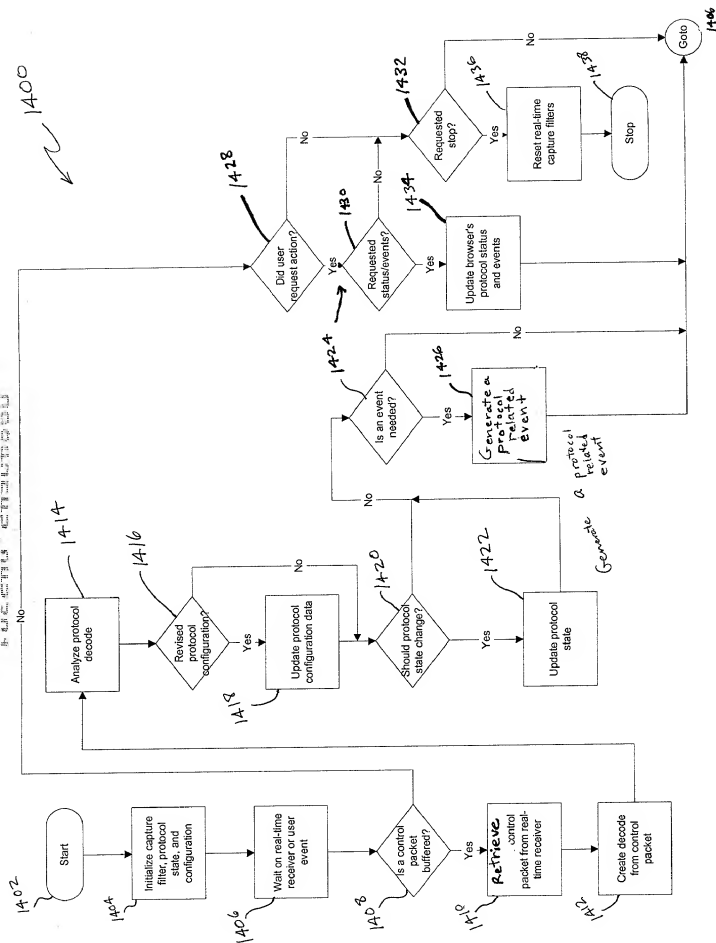 1400
1402
Start
1404
Initialize capture
filter, protocol
state, and
configuration
1406
Wait on real-time
receiver or user
event
1408
Is a control
packet
buffered?
No
Yes
1410
Retrieve control
packet from real-
time receiver
1412
Create decode
from control
packet
1414
Analyze protocol
decode
1416
Revised
protocol
configuration?
No
Yes
1418
Update protocol
configuration data
1420
Should protocol
state change?
No
Yes
1422
Update protocol
state
1424
Is an event
needed?
No
Yes
1426
Generate a
protocol
related
event
Generate a protocol
related
event
1428
Did user
request action?
No
Yes
1430
Requested
status/events?
No
Yes
1434
Update browser's
protocol status
and events
1432
Requested
stop?
No
Yes
1436
Reset real-time
capture filters
1438
Stop
Goto
1406